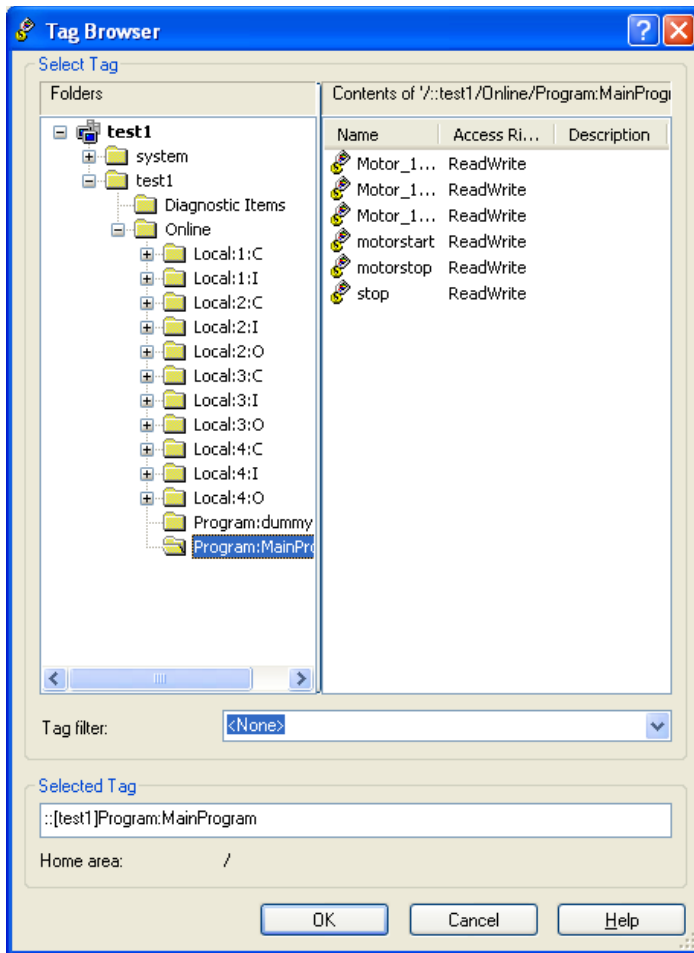 Tag Browser
Select Tag
Folders
Contents of '/::test1/Online/Program:MainProgr
test1
system
test1
Diagnostic Items
Online
Local:1:C
Local:1:I
Local:2:C
Local:2:I
Local:2:O
Local:3:C
Local:3:I
Local:3:O
Local:4:C
Local:4:I
Local:4:O
Program:dummy
Program:MainPro
Name Access Ri... Description
Motor_1... ReadWrite
Motor_1... ReadWrite
Motor_1... ReadWrite
motorstart ReadWrite
motorstop ReadWrite
stop ReadWrite
Tag filter: <None>
Selected Tag
::[test1]Program:MainProgram
Home area: /
OK Cancel Help